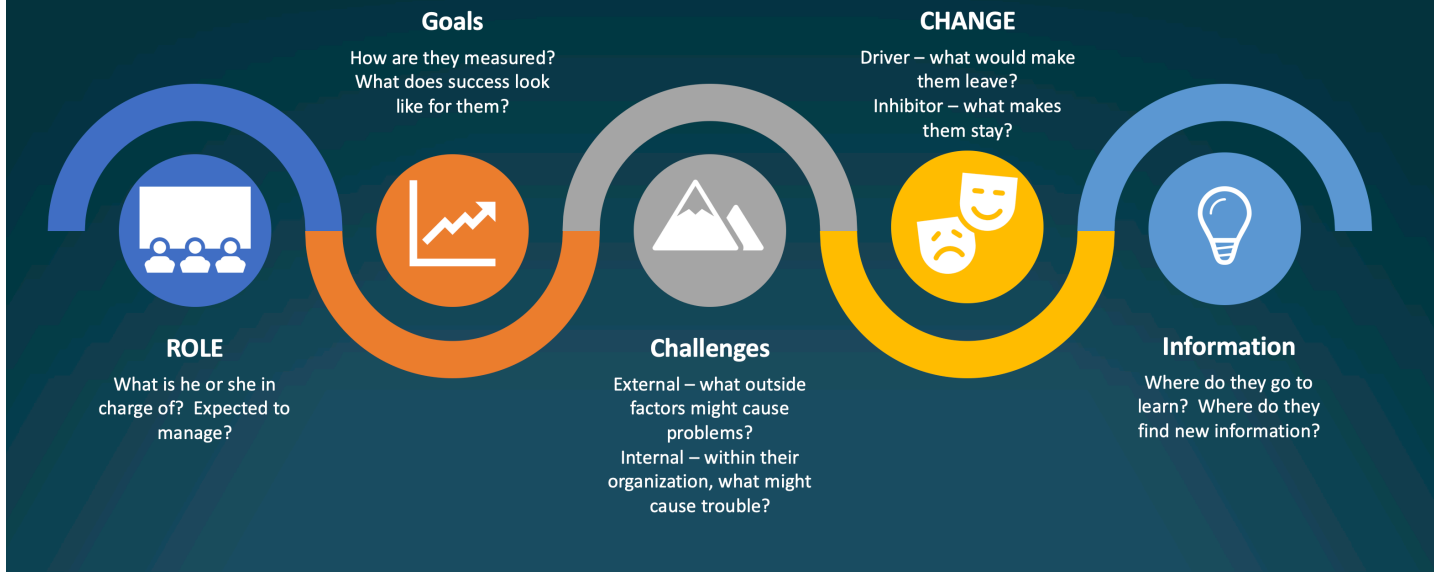 Goals
How are they measured?
What does success look
like for them?
CHANGE
Driver – what would make
them leave?
Inhibitor – what makes
them stay?
ROLE
What is he or she in
charge of?  Expected to
manage?
Challenges
External – what outside
factors might cause
problems?
Internal – within their
organization, what might
cause trouble?
Information
Where do they go to
learn?  Where do they
find new information?